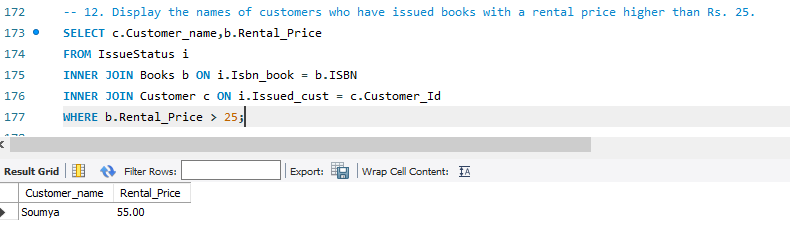 172 -- 12. Display the names of customers who have issued books with a rental price higher than Rs. 25.
173 SELECT c.Customer_name,b.Rental_Price
174 FROM IssueStatus i
175 INNER JOIN Books b ON i.Isbn_book = b.ISBN
176 INNER JOIN Customer c ON i.Issued_cust = c.Customer_Id
177 WHERE b.Rental_Price > 25;
Result Grid Filter Rows: Export: Wrap Cell Content: IA
Customer_name Rental_Price
Soumya 55.00